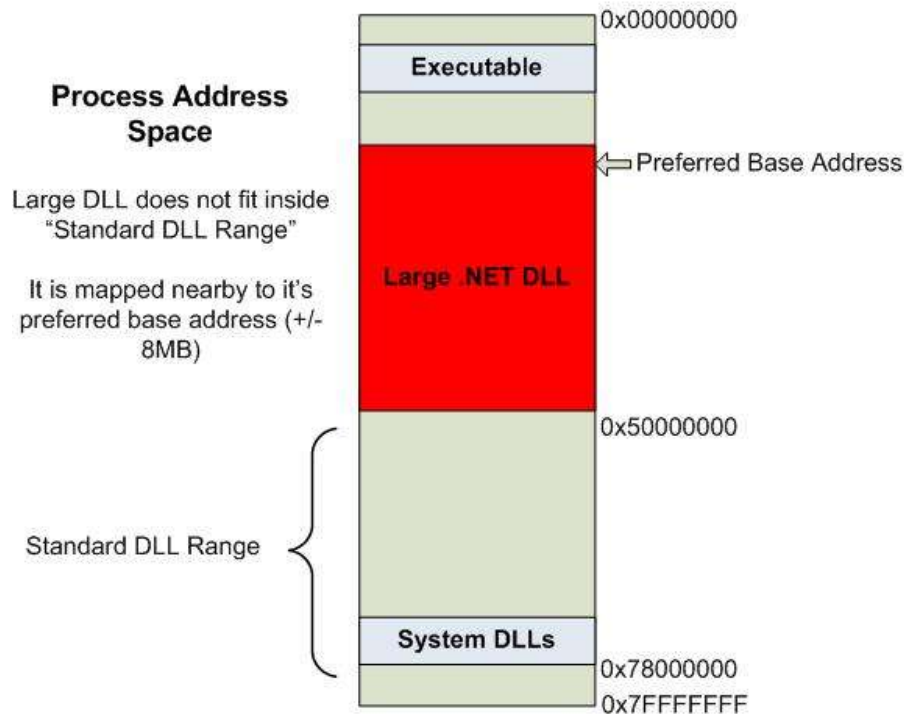 0x00000000
Executable
Process Address
Space
Preferred Base Address
Large DLL does not fit inside
“Standard DLL Range”
Large .NET DLL
It is mapped nearby to it’s
preferred base address (+/-
8MB)
0x50000000
Standard DLL Range
System DLLs
0x78000000
0x7FFFFFFF